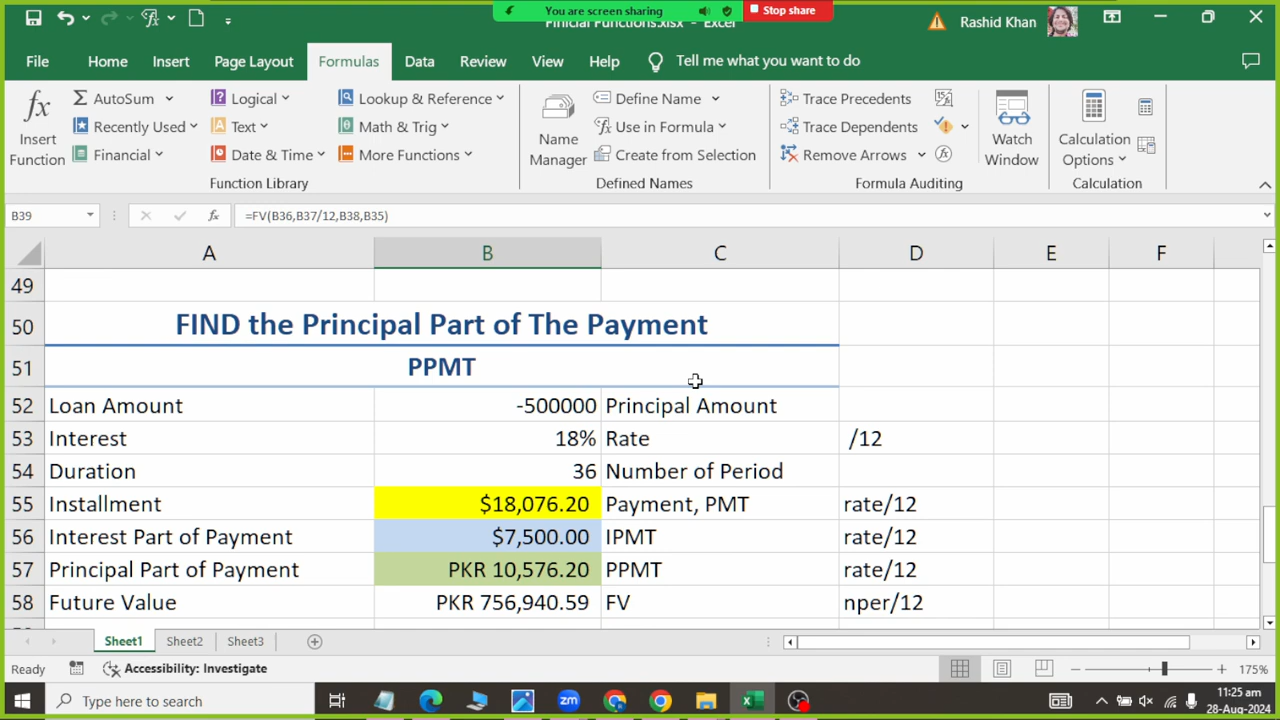 You are screen sharing Stop share
Finicial Functions.xlsx - Excel
Rashid Khan
File Home Insert Page Layout Formulas Data Review View Help Tell me what you want to do
fx Insert Function
AutoSum
Recently Used
Financial
Logical
Text
Date & Time
Lookup & Reference
Math & Trig
More Functions
Function Library
Name Manager
Define Name
Use in Formula
Create from Selection
Defined Names
Trace Precedents
Trace Dependents
Remove Arrows
Watch Window
Formula Auditing
Calculation Options
Calculation
B39 fx =FV(B36,B37/12,B38,B35)
A B C D E F
49
50 FIND the Principal Part of The Payment
51 PPMT
52 Loan Amount -500000 Principal Amount
53 Interest 18% Rate /12
54 Duration 36 Number of Period
55 Installment $18,076.20 Payment, PMT rate/12
56 Interest Part of Payment $7,500.00 IPMT rate/12
57 Principal Part of Payment PKR 10,576.20 PPMT rate/12
58 Future Value PKR 756,940.59 FV nper/12
Sheet1 Sheet2 Sheet3
Ready Accessibility: Investigate 175%
Type here to search zm 11:25 am
28-Aug-2024